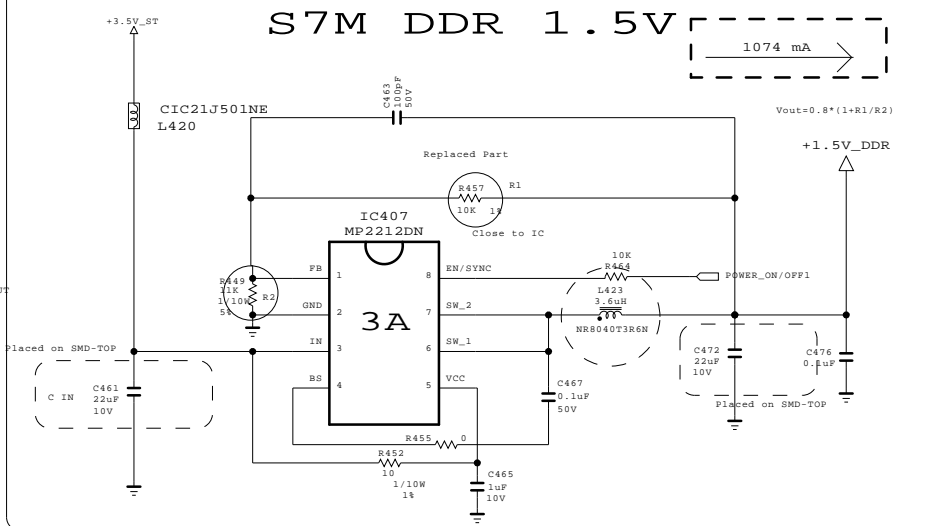 +3.5V_ST
S7M DDR 1.5V
1074 mA
CIC21J501NE
L420
C463
100pF
50V
Vout=0.8*(1+R1/R2)
+1.5V_DDR
Replaced Part
R457
R1
10K
1%
Close to IC
IC407
MP2212DN
R449
11K
1/10W
5%
R2
FB
1
GND
2
IN
3
BS
4
3A
8
EN/SYNC
7
SW_2
6
SW_1
5
VCC
10K
R464
POWER_ON/OFF1
L423
3.6uH
NR8040T3R6N
UT
Placed on SMD-TOP
C IN
C461
22uF
10V
C467
0.1uF
50V
C472
22uF
10V
C476
0.1uF
Placed on SMD-TOP
R455
0
R452
10
1/10W
1%
C465
1uF
10V